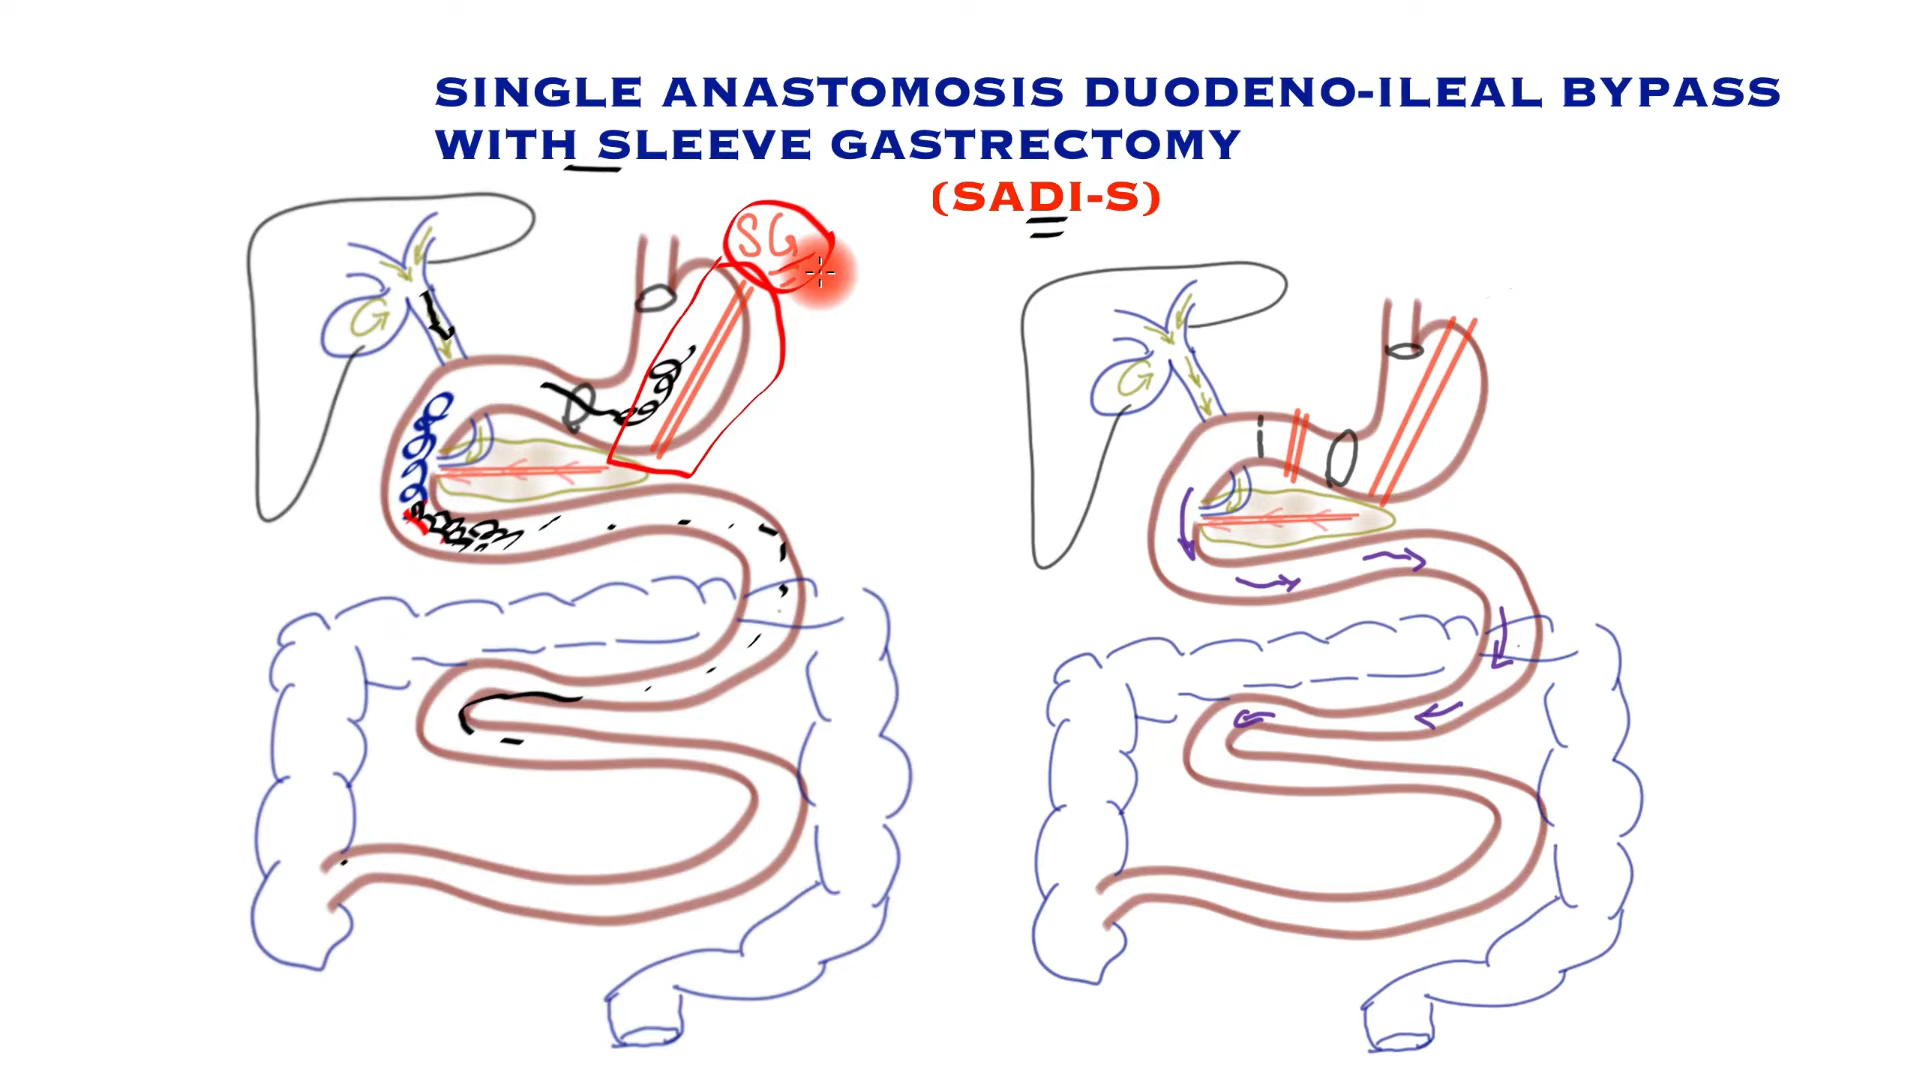 SINGLE ANASTOMOSIS DUODENO-ILEAL BYPASS
WITH SLEEVE GASTRECTOMY
(SADI-S)
SG
G
G